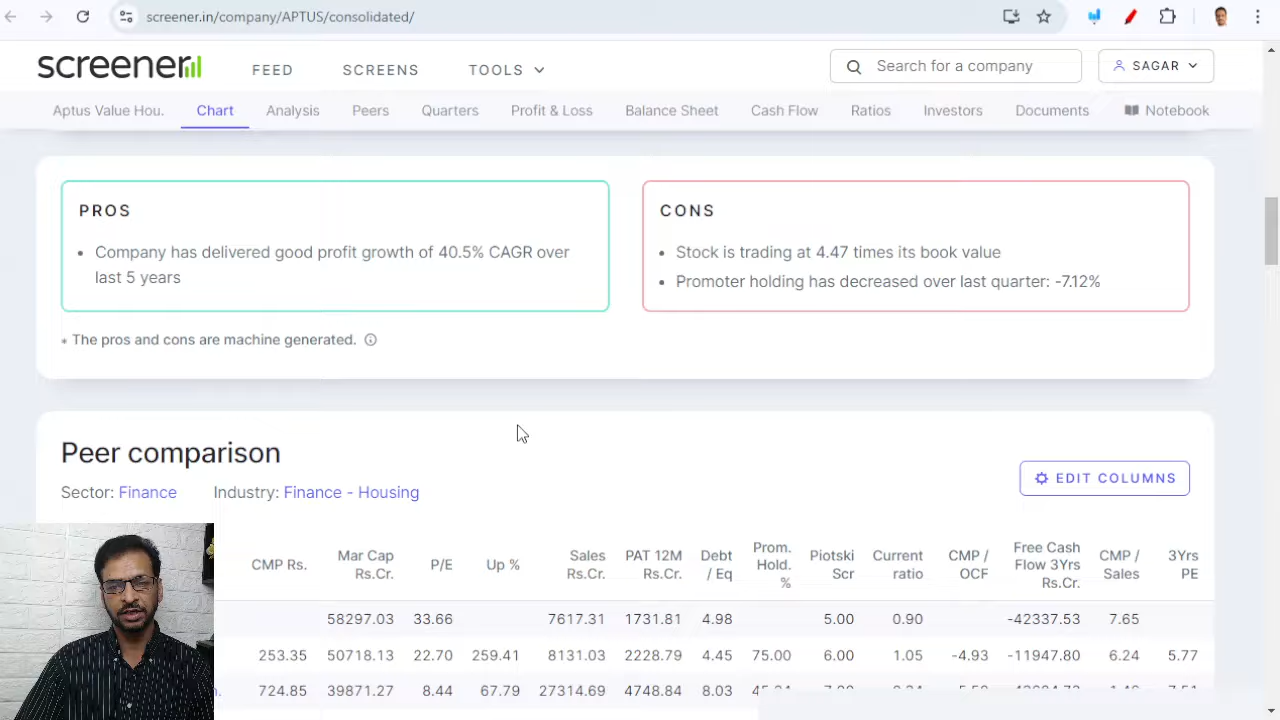 screener.in/company/APTUS/consolidated/
screener
FEED
SCREENS
TOOLS
Search for a company
SAGAR
Aptus Value Hou.
Chart
Analysis
Peers
Quarters
Profit & Loss
Balance Sheet
Cash Flow
Ratios
Investors
Documents
Notebook
PROS
• Company has delivered good profit growth of 40.5% CAGR over
last 5 years
CONS
• Stock is trading at 4.47 times its book value
• Promoter holding has decreased over last quarter: -7.12%
* The pros and cons are machine generated.
Peer comparison
Sector: Finance Industry: Finance - Housing
EDIT COLUMNS
CMP Rs. Mar Cap Rs.Cr. P/E Up % Sales Rs.Cr. PAT 12M Rs.Cr. Debt / Eq Prom. Hold. % Piotski Scr Current ratio CMP / OCF Free Cash Flow 3Yrs Rs.Cr. CMP / Sales 3Yrs PE
58297.03 33.66 7617.31 1731.81 4.98 5.00 0.90 -42337.53 7.65
253.35 50718.13 22.70 259.41 8131.03 2228.79 4.45 75.00 6.00 1.05 -4.93 -11947.80 6.24 5.77
724.85 39871.27 8.44 67.79 27314.69 4748.84 8.03